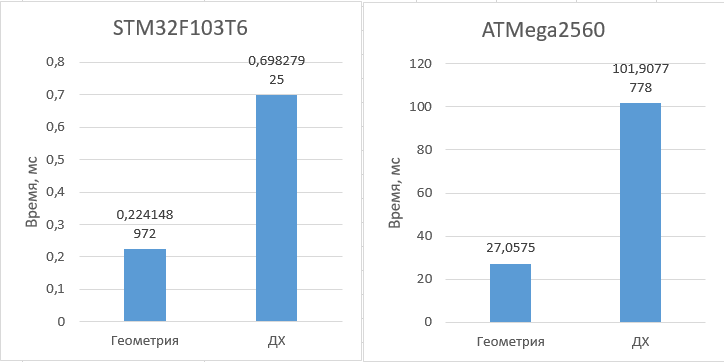 STM32F103T6
0,698279
25
0,8
0,7
0,6
0,5
0,4
0,3
0,2
0,1
0
Время, мс
0,224148
972
Геометрия
ДХ
ATMega2560
101,9077
778
120
100
80
60
40
20
0
Время, мс
27,0575
Геометрия
ДХ